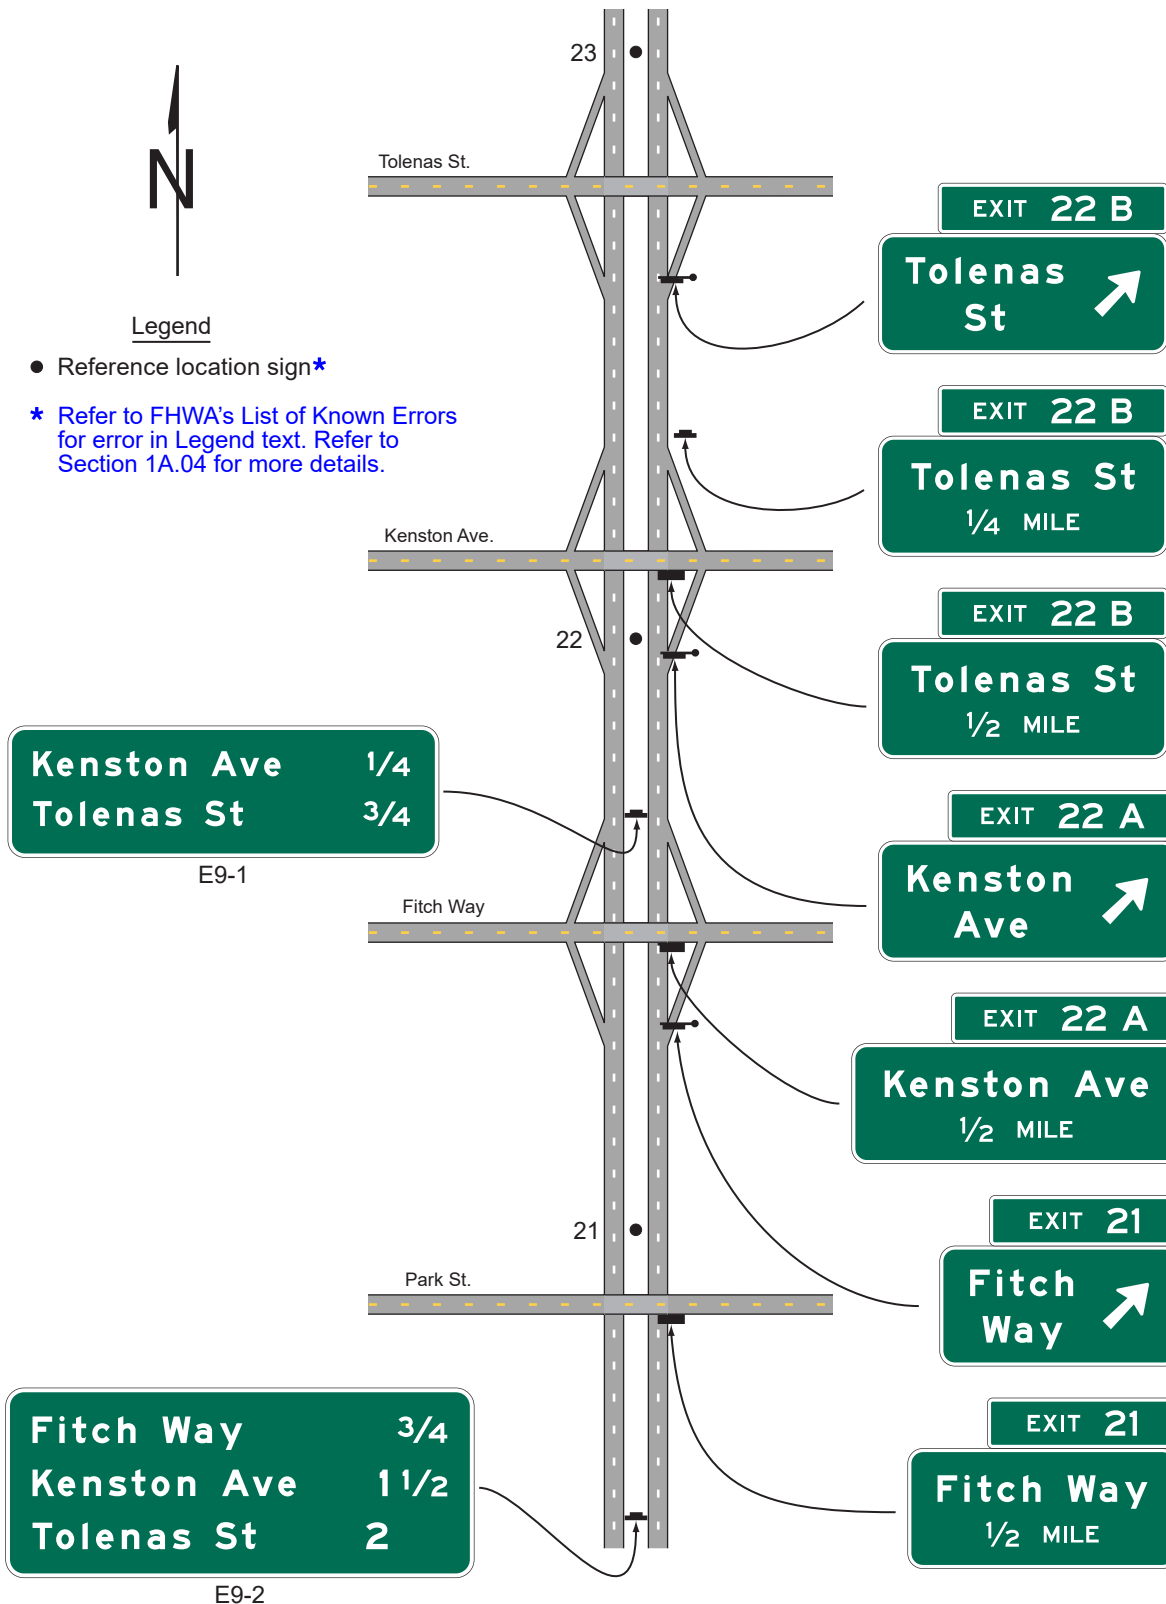 23
N
Tolenas St.
EXIT 22 B
Tolenas
St
Legend
Reference location sign*
* Refer to FHWA's List of Known Errors
for error in Legend text. Refer to
Section 1A.04 for more details.
EXIT 22 B
Tolenas St
1/4 MILE
Kenston Ave.
22
EXIT 22 B
Tolenas St
1/2 MILE
Kenston Ave 1/4
Tolenas St 3/4
E9-1
EXIT 22 A
Kenston
Ave
Fitch Way
EXIT 22 A
Kenston Ave
1/2 MILE
21
EXIT 21
Fitch
Way
Park St.
Fitch Way 3/4
Kenston Ave 1 1/2
Tolenas St 2
E9-2
EXIT 21
Fitch Way
1/2 MILE